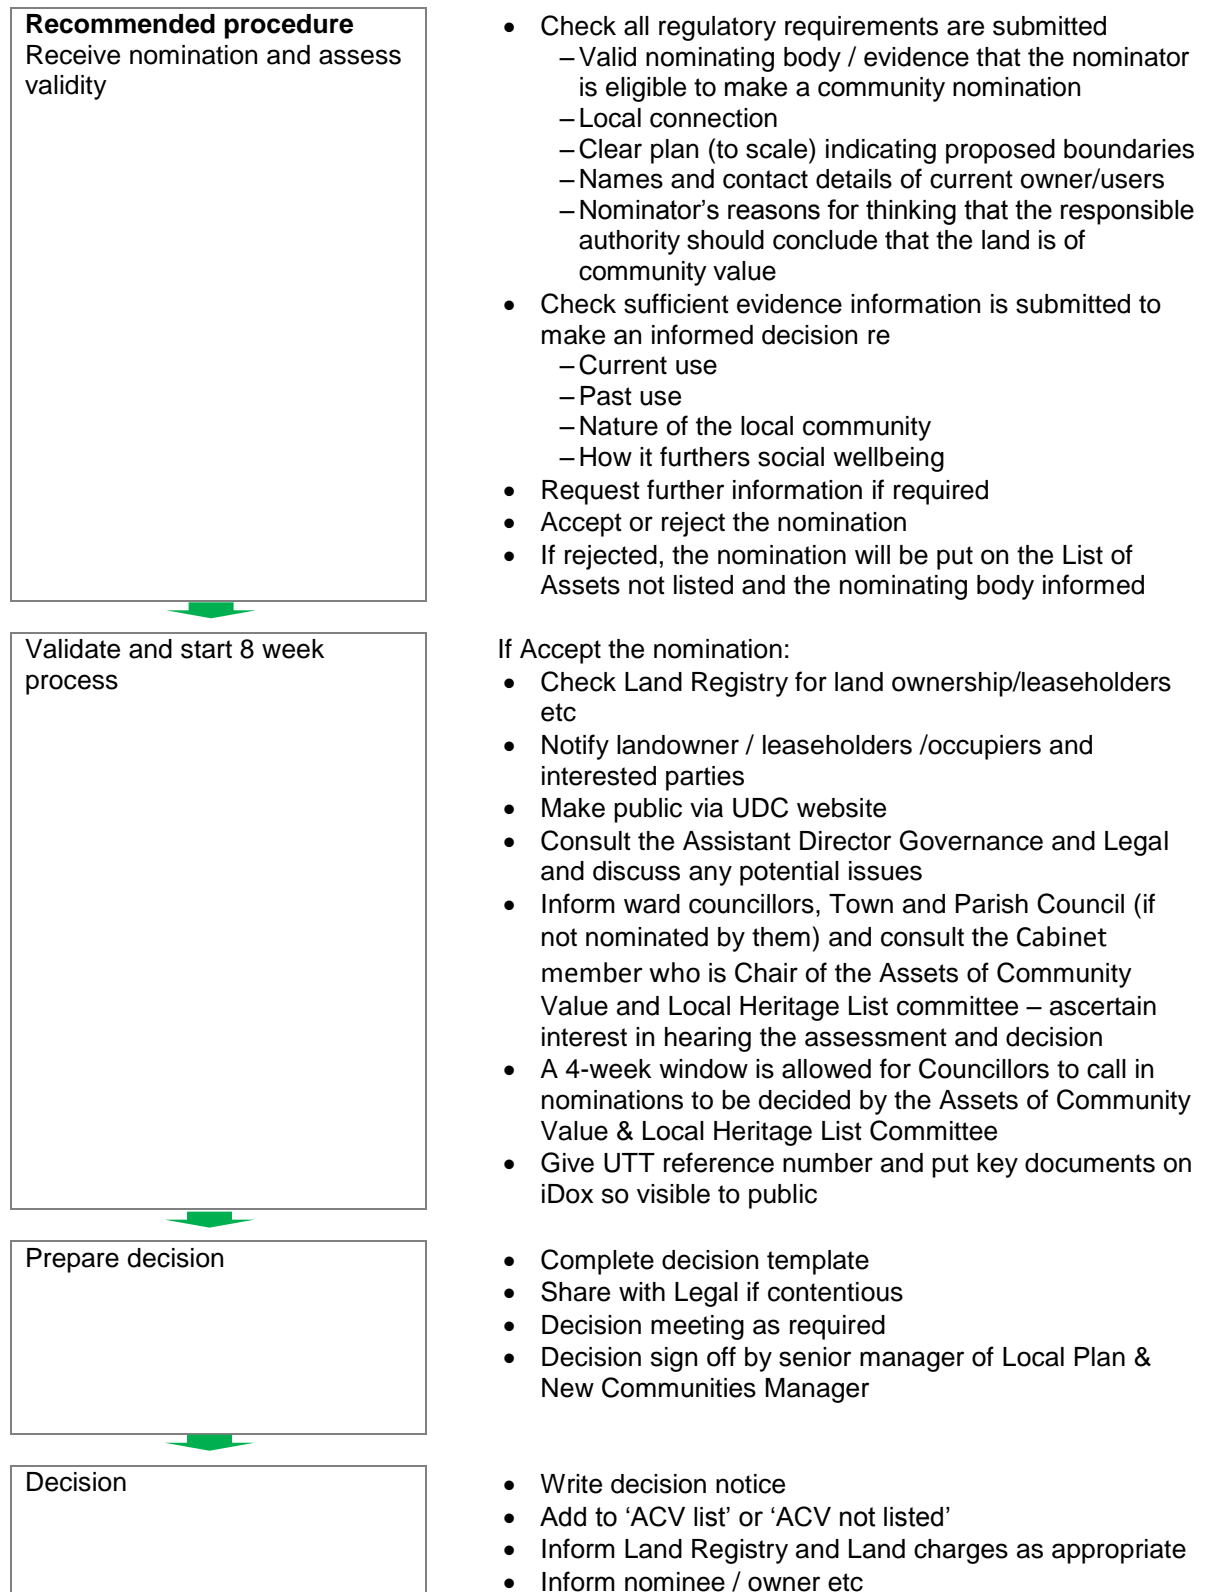 Recommended procedure
Receive nomination and assess
validity
• Check all regulatory requirements are submitted
– Valid nominating body / evidence that the nominator
is eligible to make a community nomination
– Local connection
– Clear plan (to scale) indicating proposed boundaries
– Names and contact details of current owner/users
– Nominator’s reasons for thinking that the responsible
authority should conclude that the land is of
community value
• Check sufficient evidence information is submitted to
make an informed decision re
– Current use
– Past use
– Nature of the local community
– How it furthers social wellbeing
• Request further information if required
• Accept or reject the nomination
• If rejected, the nomination will be put on the List of
Assets not listed and the nominating body informed
Validate and start 8 week
process
If Accept the nomination:
• Check Land Registry for land ownership/leaseholders
etc
• Notify landowner / leaseholders /occupiers and
interested parties
• Make public via UDC website
• Consult the Assistant Director Governance and Legal
and discuss any potential issues
• Inform ward councillors, Town and Parish Council (if
not nominated by them) and consult the Cabinet
member who is Chair of the Assets of Community
Value and Local Heritage List committee – ascertain
interest in hearing the assessment and decision
• A 4-week window is allowed for Councillors to call in
nominations to be decided by the Assets of Community
Value & Local Heritage List Committee
• Give UTT reference number and put key documents on
iDox so visible to public
Prepare decision
• Complete decision template
• Share with Legal if contentious
• Decision meeting as required
• Decision sign off by senior manager of Local Plan &
New Communities Manager
Decision
• Write decision notice
• Add to ‘ACV list’ or ‘ACV not listed’
• Inform Land Registry and Land charges as appropriate
• Inform nominee / owner etc